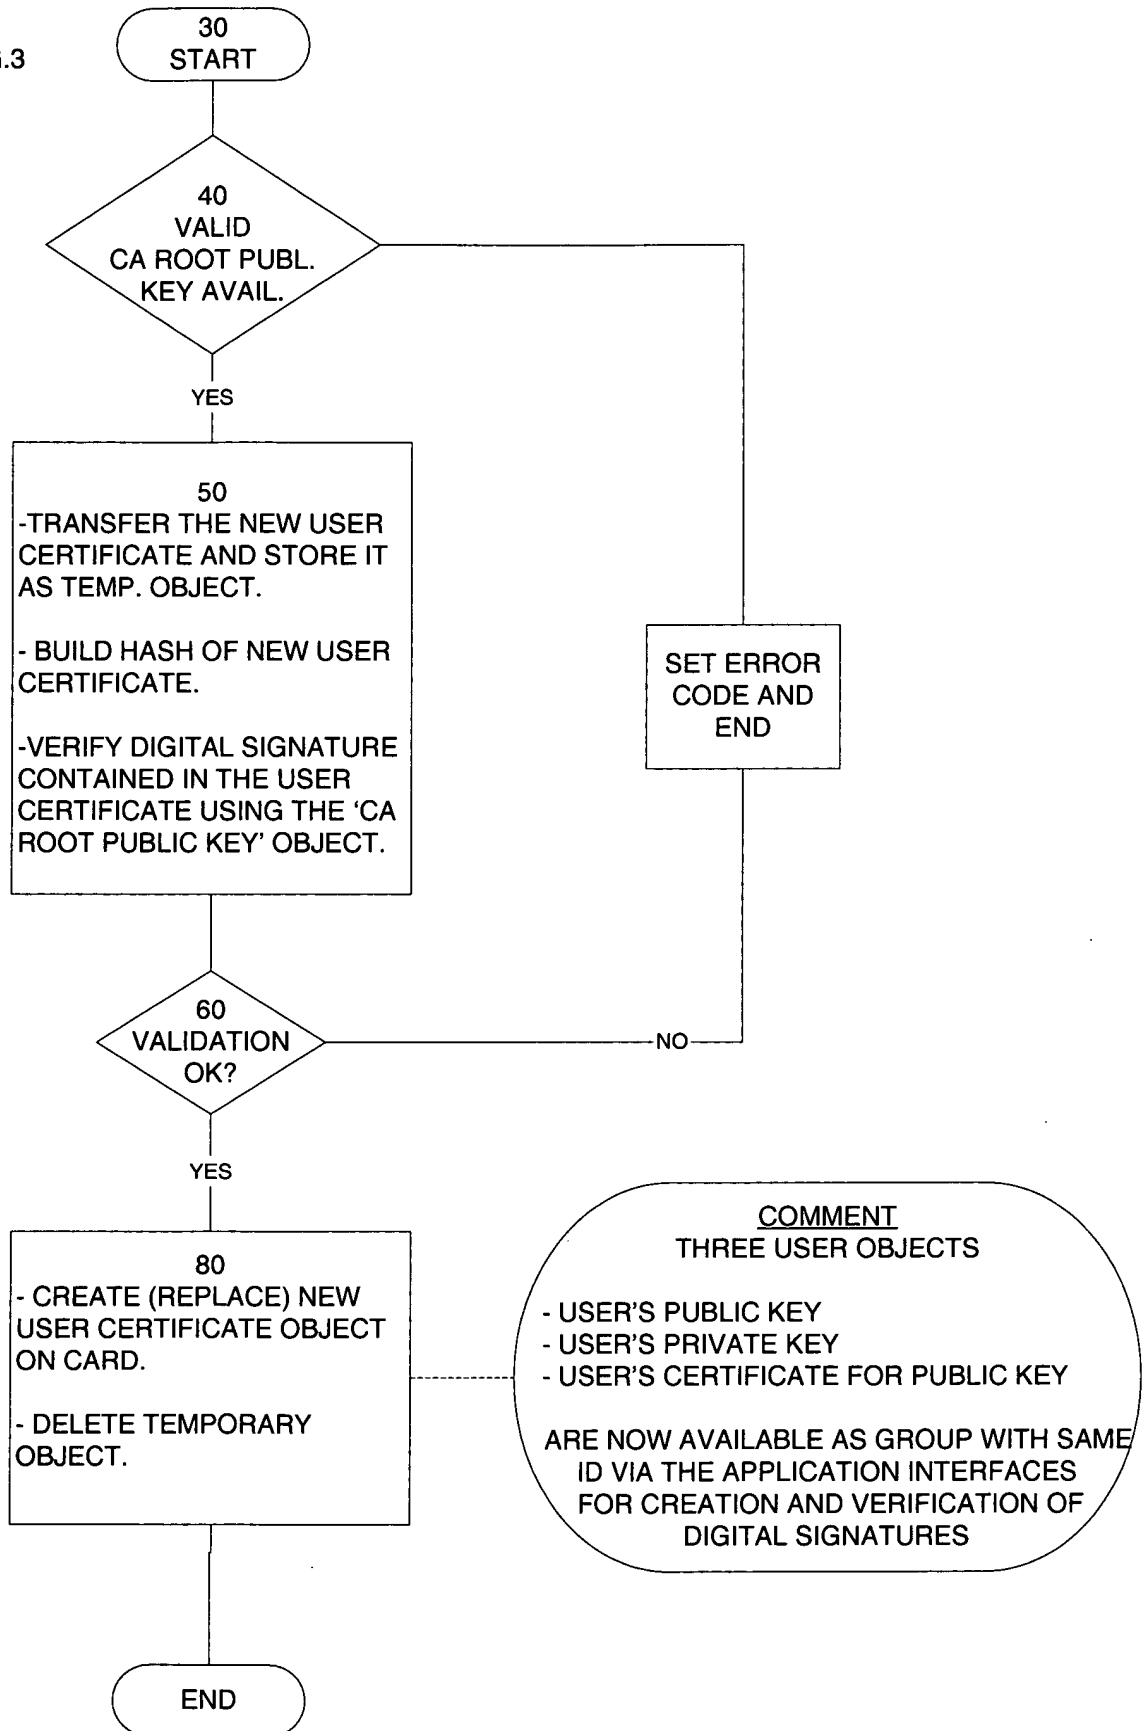 .3
30
START
40
VALID
CA ROOT PUBL.
KEY AVAIL.
YES
50
-TRANSFER THE NEW USER
CERTIFICATE AND STORE IT
AS TEMP. OBJECT.
- BUILD HASH OF NEW USER
CERTIFICATE.
-VERIFY DIGITAL SIGNATURE
CONTAINED IN THE USER
CERTIFICATE USING THE ‘CA
ROOT PUBLIC KEY’ OBJECT.
SET ERROR
CODE AND
END
60
VALIDATION
OK?
NO
YES
80
- CREATE (REPLACE) NEW
USER CERTIFICATE OBJECT
ON CARD.
- DELETE TEMPORARY
OBJECT.
COMMENT
THREE USER OBJECTS
- USER'S PUBLIC KEY
- USER'S PRIVATE KEY
- USER'S CERTIFICATE FOR PUBLIC KEY
ARE NOW AVAILABLE AS GROUP WITH SAME
ID VIA THE APPLICATION INTERFACES
FOR CREATION AND VERIFICATION OF
DIGITAL SIGNATURES
END